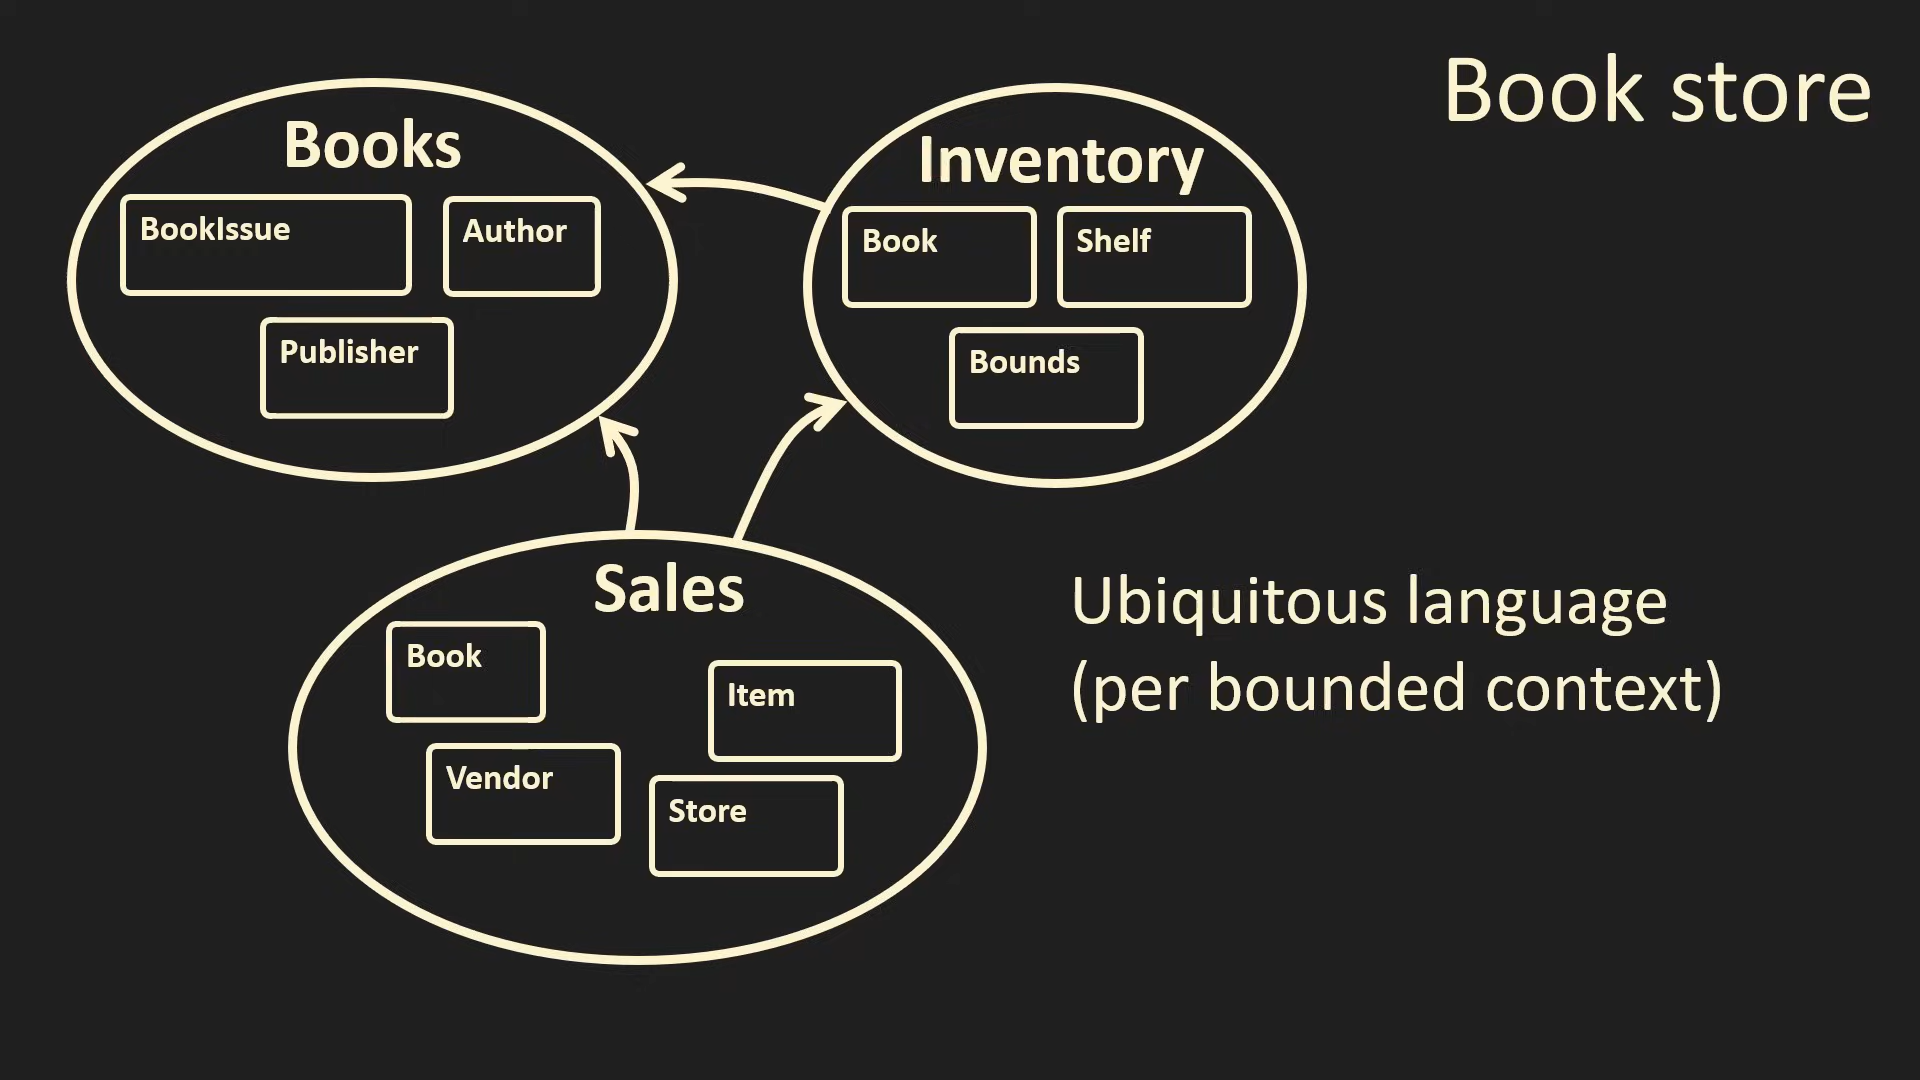 Book store
Books
BookIssue
Author
Publisher
Inventory
Book
Shelf
Bounds
Sales
Book
Item
Vendor
Store
Ubiquitous language
(per bounded context)